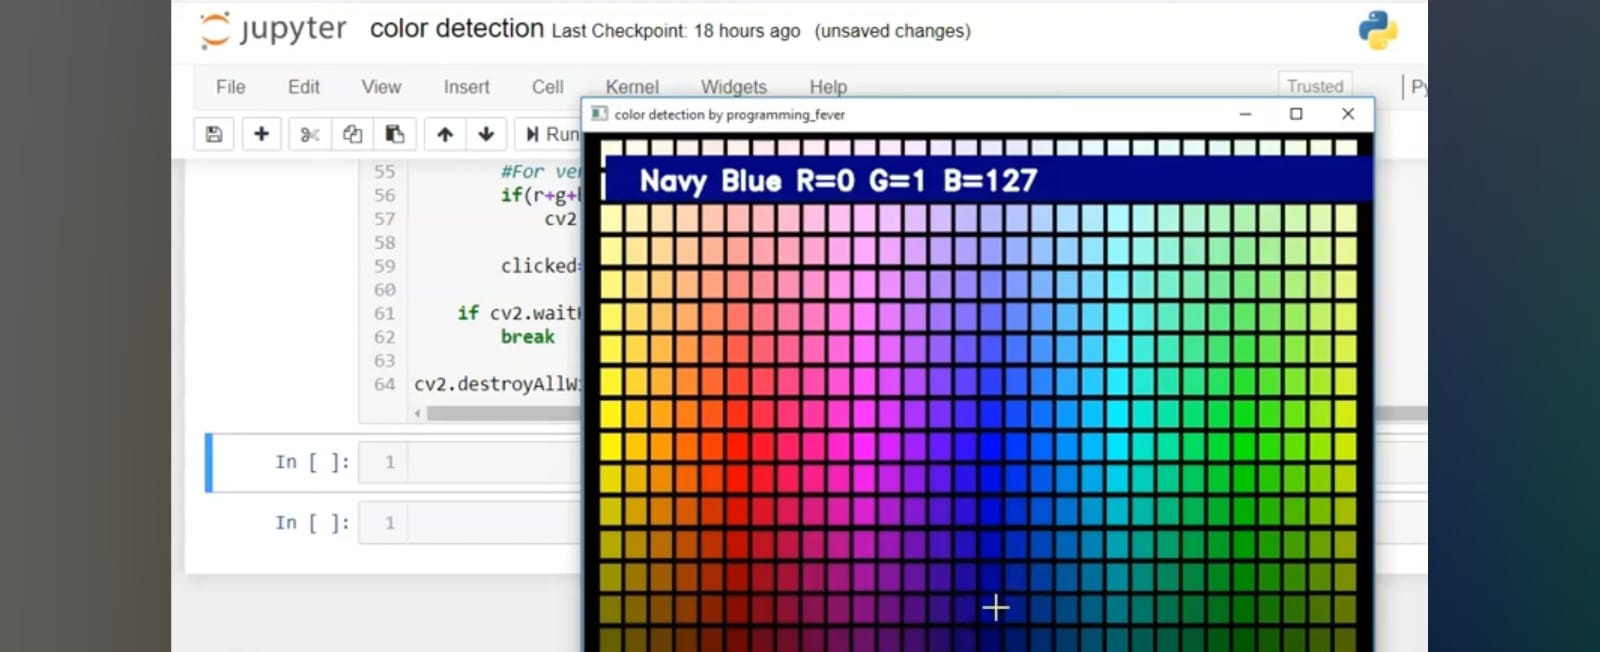 jupyter color detection Last Checkpoint: 18 hours ago (unsaved changes)
File Edit View Insert Cell Kernel Widgets Help Trusted
color detection by programming_fever
Run
Navy Blue R=0 G=1 B=127
55 #For
56 if(r+g+
57 cv2
58
59 clicked=
60
61 if cv2.wait
62 break
63
64 cv2.destroyAllW
In [ ]: 1
In [ ]: 1